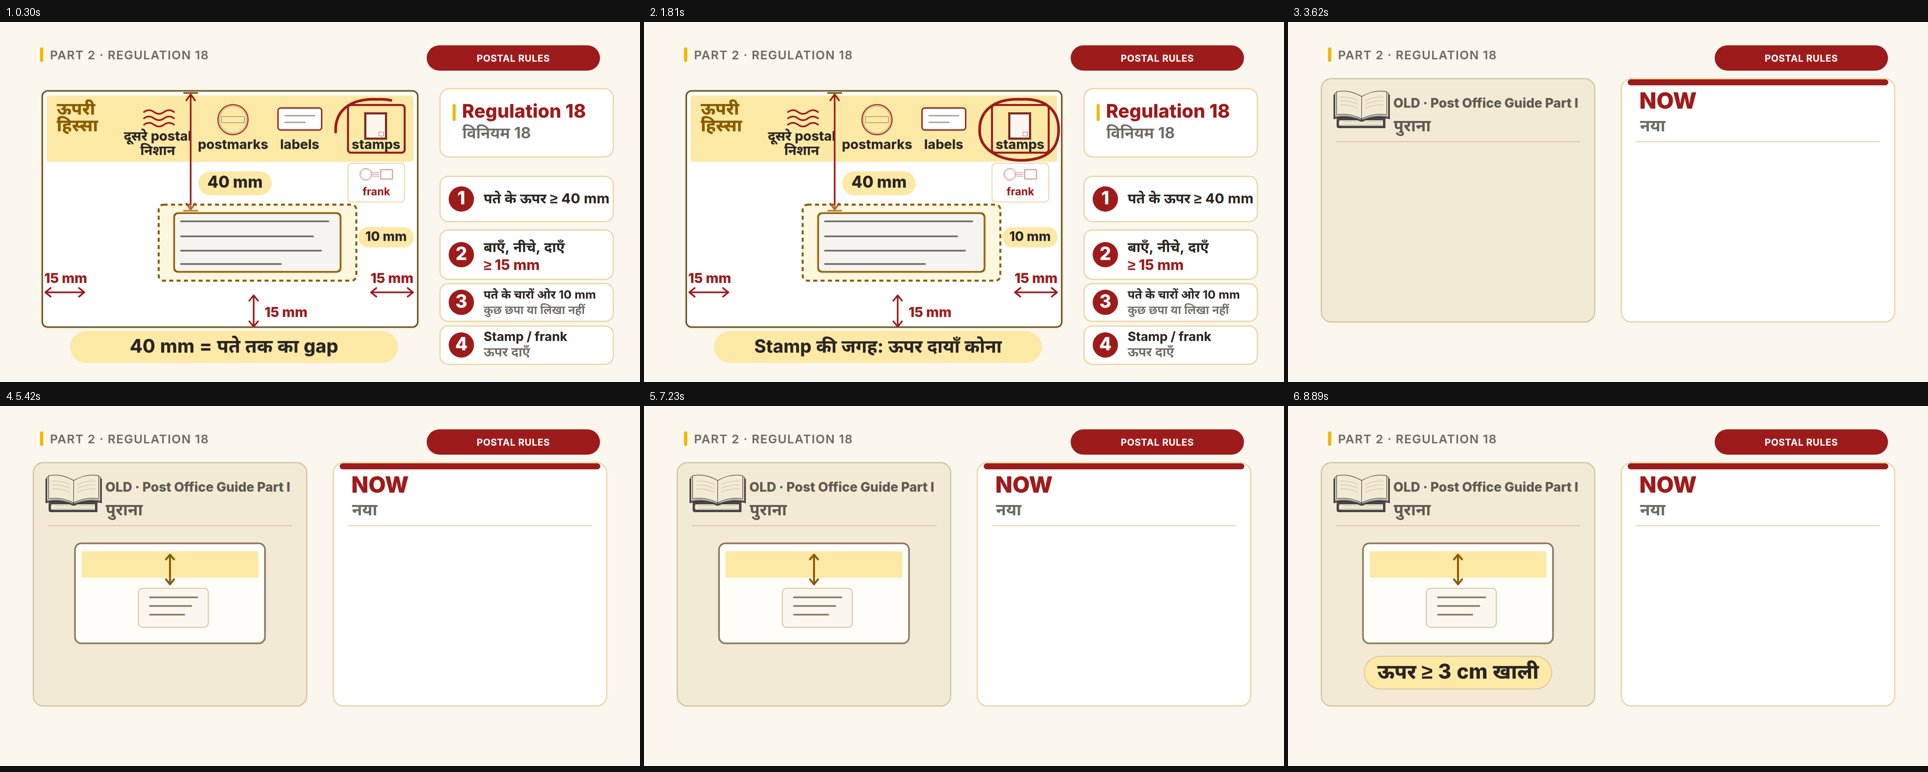 1. 0.30s
PART 2 · REGULATION 18
POSTAL RULES
ऊपरी
हिस्सा
दूसरे postal
निशान
postmarks
labels
stamps
frank
40 mm
10 mm
15 mm
15 mm
15 mm
40 mm = पते तक का gap
Regulation 18
विनियम 18
1 पते के ऊपर ≥ 40 mm
2 बाएँ, नीचे, दाएँ
≥ 15 mm
3 पते के चारों ओर 10 mm
कुछ छपा या लिखा नहीं
4 Stamp / frank
ऊपर दाएँ
2. 1.81s
PART 2 · REGULATION 18
POSTAL RULES
ऊपरी
हिस्सा
दूसरे postal
निशान
postmarks
labels
stamps
frank
40 mm
10 mm
15 mm
15 mm
15 mm
Stamp की जगह: ऊपर दायाँ कोना
Regulation 18
विनियम 18
1 पते के ऊपर ≥ 40 mm
2 बाएँ, नीचे, दाएँ
≥ 15 mm
3 पते के चारों ओर 10 mm
कुछ छपा या लिखा नहीं
4 Stamp / frank
ऊपर दाएँ
3. 3.62s
PART 2 · REGULATION 18
POSTAL RULES
OLD · Post Office Guide Part I
पुराना
NOW
नया
4. 5.42s
PART 2 · REGULATION 18
POSTAL RULES
OLD · Post Office Guide Part I
पुराना
NOW
नया
5. 7.23s
PART 2 · REGULATION 18
POSTAL RULES
OLD · Post Office Guide Part I
पुराना
NOW
नया
6. 8.89s
PART 2 · REGULATION 18
POSTAL RULES
OLD · Post Office Guide Part I
पुराना
ऊपर ≥ 3 cm खाली
NOW
नया